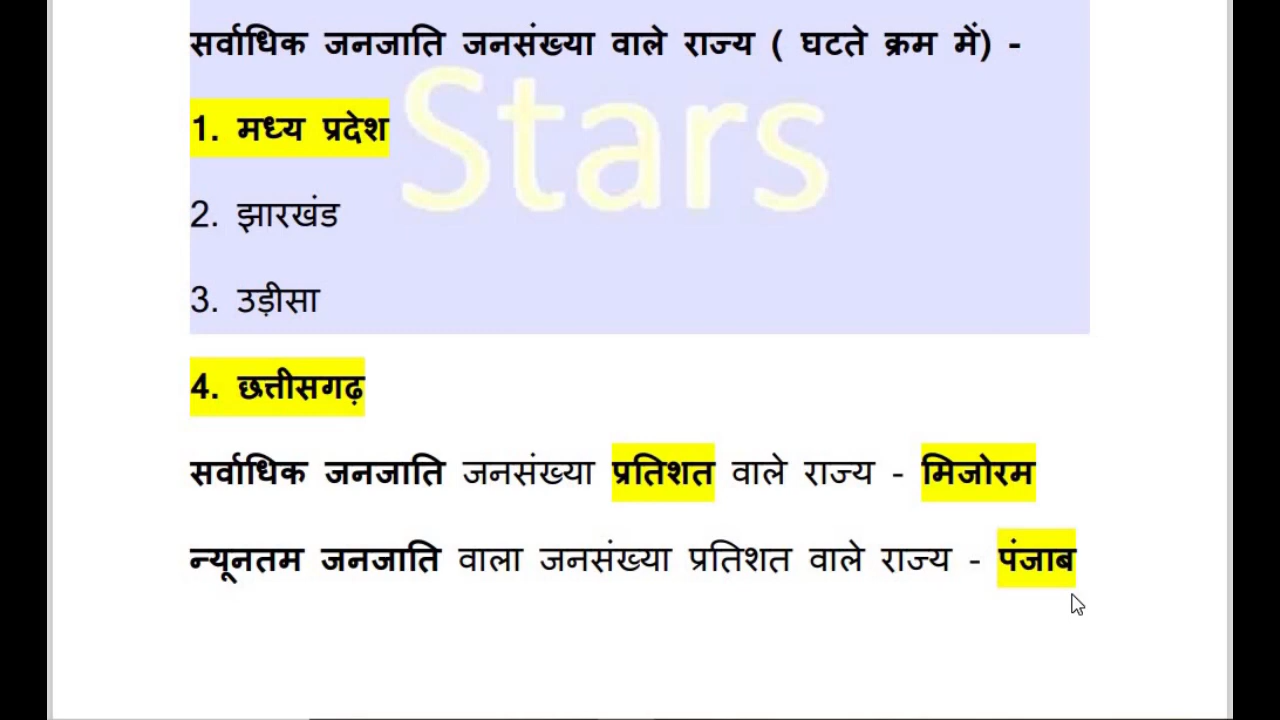 सर्वाधिक जनजाति जनसंख्या वाले राज्य ( घटते क्रम में) -
Stars
1. मध्य प्रदेश
2. झारखंड
3. उड़ीसा
4. छत्तीसगढ़
सर्वाधिक जनजाति जनसंख्या प्रतिशत वाले राज्य - मिजोरम
न्यूनतम जनजाति वाला जनसंख्या प्रतिशत वाले राज्य - पंजाब